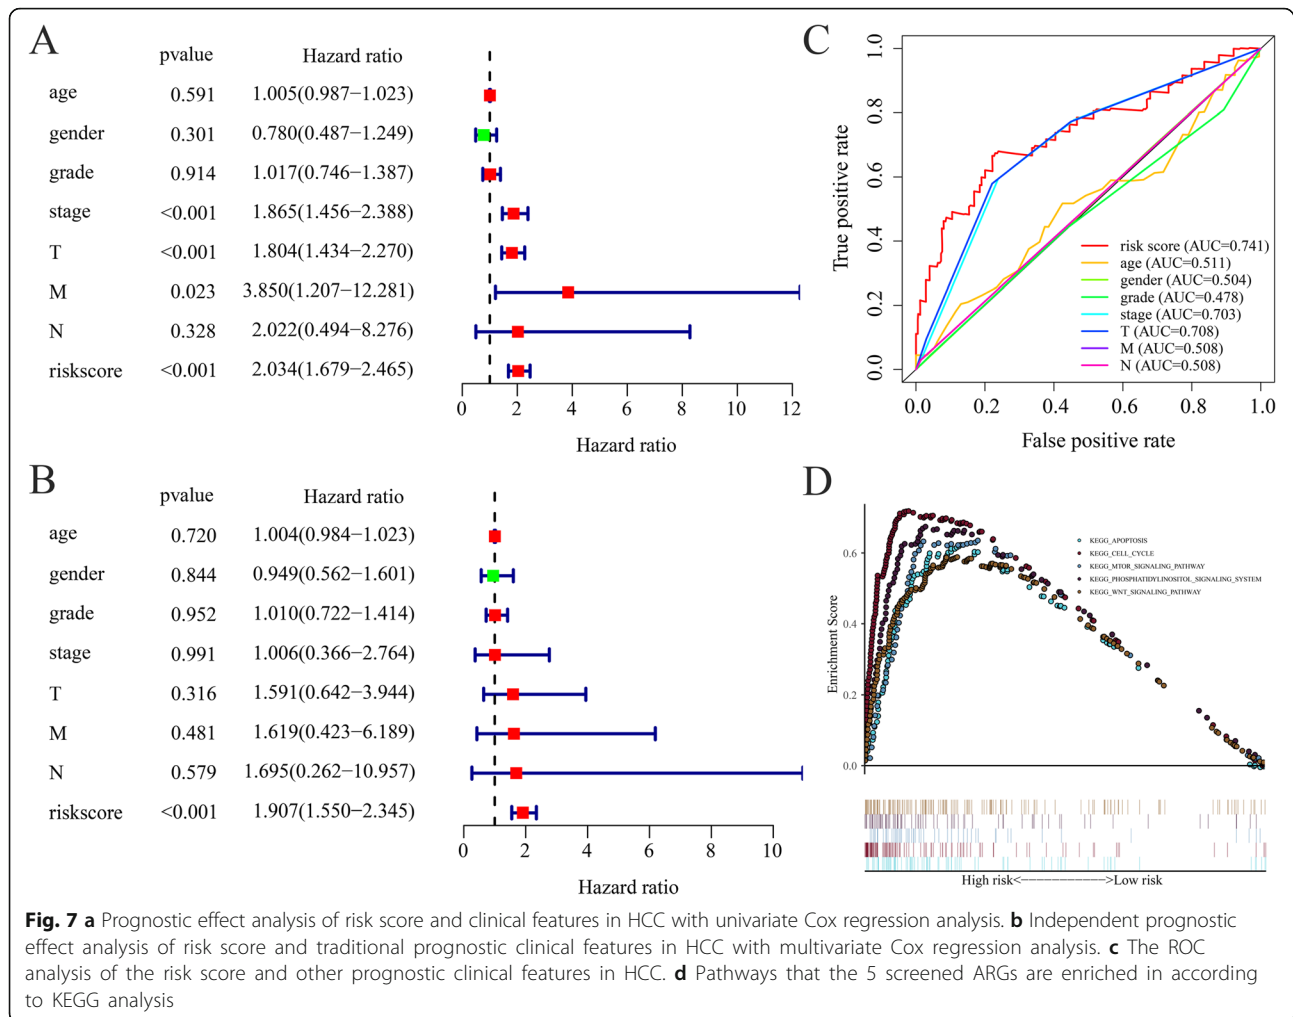 A
pvalue Hazard ratio
age 0.591 1.005(0.987−1.023)
gender 0.301 0.780(0.487−1.249)
grade 0.914 1.017(0.746−1.387)
stage <0.001 1.865(1.456−2.388)
T <0.001 1.804(1.434−2.270)
M 0.023 3.850(1.207−12.281)
N 0.328 2.022(0.494−8.276)
riskscore <0.001 2.034(1.679−2.465)
0 2 4 6 8 10 12
Hazard ratio
B
pvalue Hazard ratio
age 0.720 1.004(0.984−1.023)
gender 0.844 0.949(0.562−1.601)
grade 0.952 1.010(0.722−1.414)
stage 0.991 1.006(0.366−2.764)
T 0.316 1.591(0.642−3.944)
M 0.481 1.619(0.423−6.189)
N 0.579 1.695(0.262−10.957)
riskscore <0.001 1.907(1.550−2.345)
0 2 4 6 8 10
Hazard ratio
C
True positive rate
1.0
0.8
0.6
0.4
0.2
0.0
risk score (AUC=0.741)
age (AUC=0.511)
gender (AUC=0.504)
grade (AUC=0.478)
stage (AUC=0.703)
T (AUC=0.708)
M (AUC=0.508)
N (AUC=0.508)
0.0 0.2 0.4 0.6 0.8 1.0
False positive rate
D
Enrichment Score
0.6
0.4
0.2
0.0
KEGG_APOPTOSIS
KEGG_CELL_CYCLE
KEGG_MTOR_SIGNALING_PATHWAY
KEGG_PHOSPHATIDYLINOSITOL_SIGNALING_SYSTEM
KEGG_WNT_SIGNALING_PATHWAY
High risk<----------->Low risk
Fig. 7 a Prognostic effect analysis of risk score and clinical features in HCC with univariate Cox regression analysis. b Independent prognostic
effect analysis of risk score and traditional prognostic clinical features in HCC with multivariate Cox regression analysis. c The ROC
analysis of the risk score and other prognostic clinical features in HCC. d Pathways that the 5 screened ARGs are enriched in according
to KEGG analysis